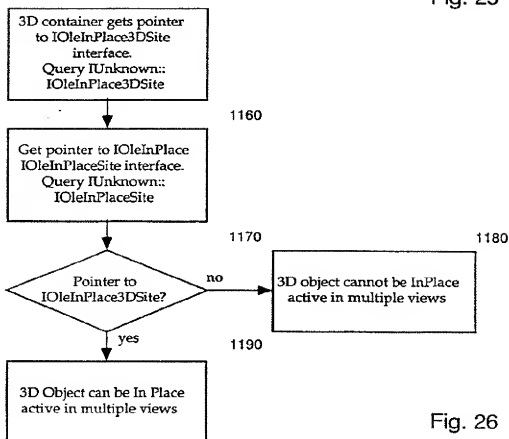 Fig. 25
3D container gets pointer
to IOleInPlace3DSite
interface.
Query IUnknown::
IOleInPlace3DSite
1160
Get pointer to IOleInPlace
IOleInPlaceSite interface.
Query IUnknown::
IOleInPlaceSite
1170
1180
Pointer to
IOleInPlace3DSite?
no
3D object cannot be InPlace
active in multiple views
yes
1190
3D Object can be In Place
active in multiple views
Fig. 26